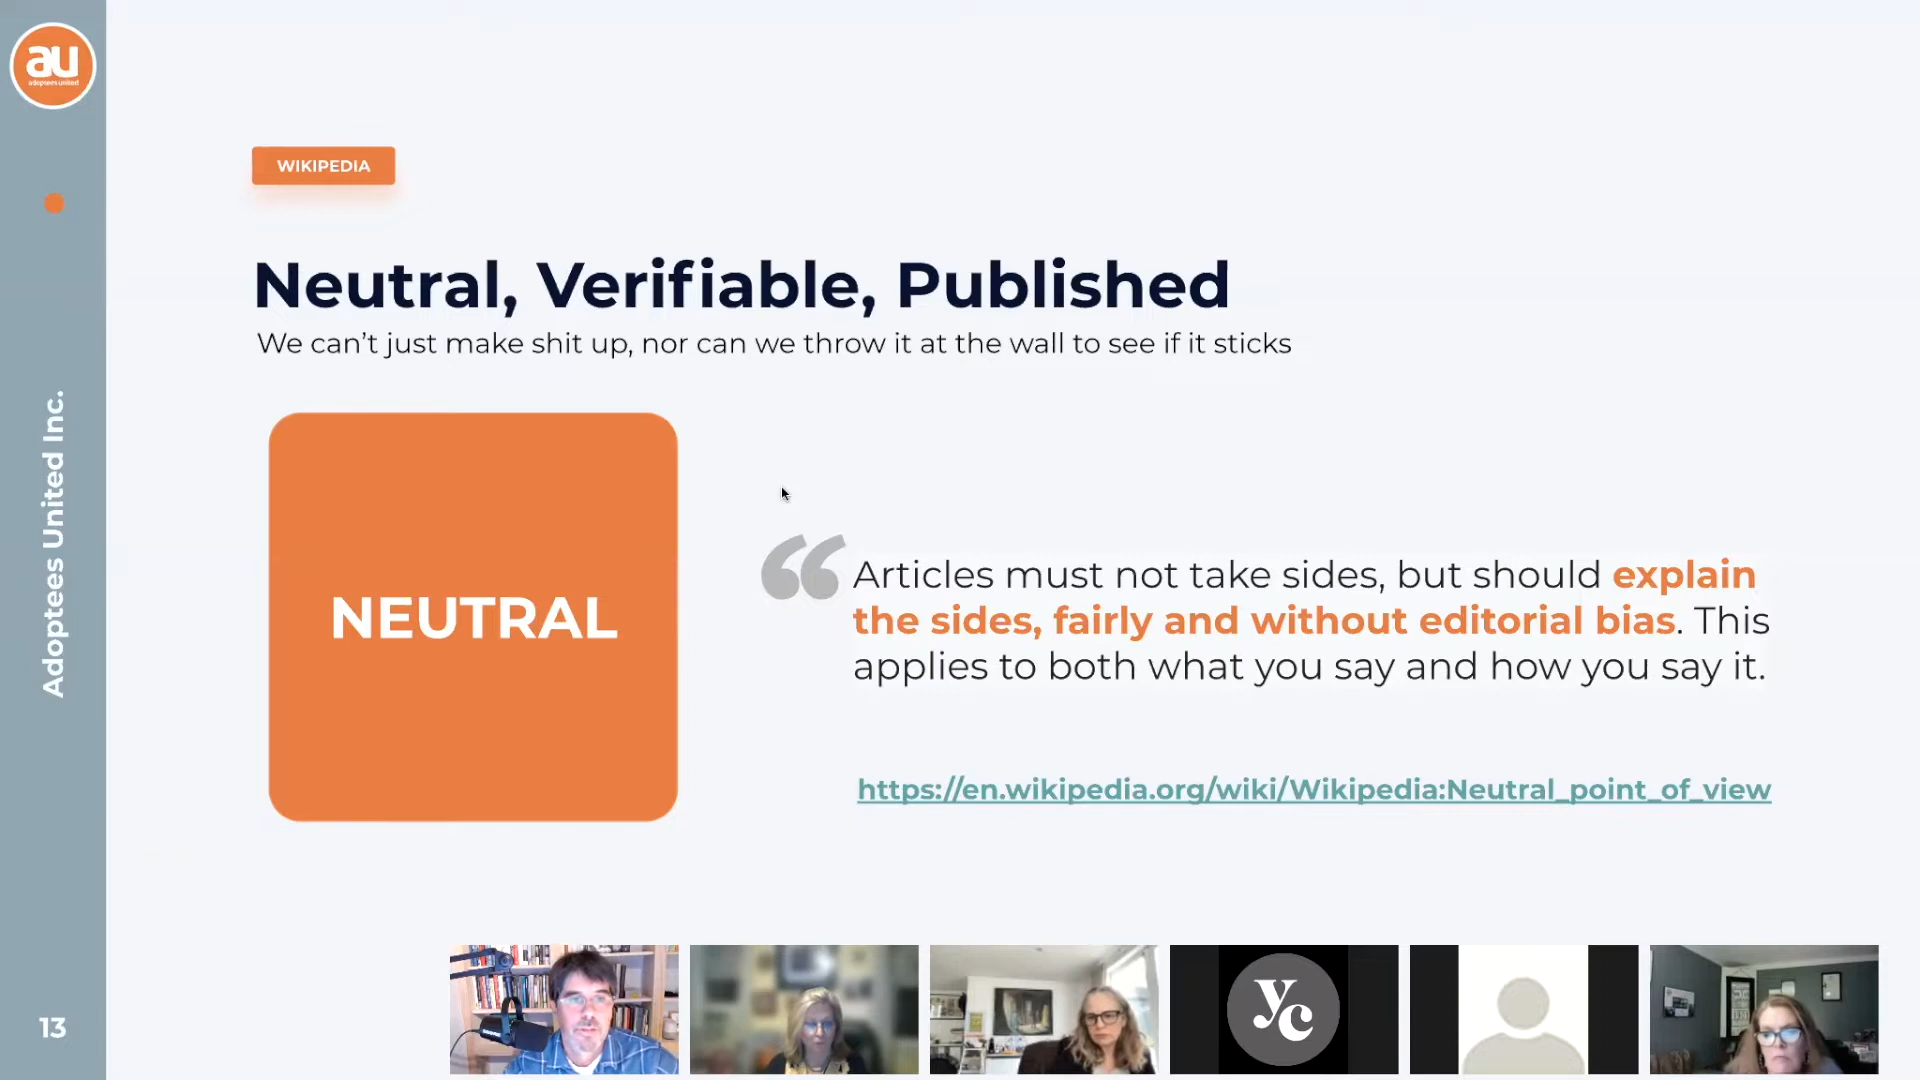 au
adoptees united
WIKIPEDIA
Neutral, Verifiable, Published
We can’t just make shit up, nor can we throw it at the wall to see if it sticks
NEUTRAL
“Articles must not take sides, but should explain
the sides, fairly and without editorial bias. This
applies to both what you say and how you say it.
https://en.wikipedia.org/wiki/Wikipedia:Neutral_point_of_view
Adoptees United Inc.
13
yc